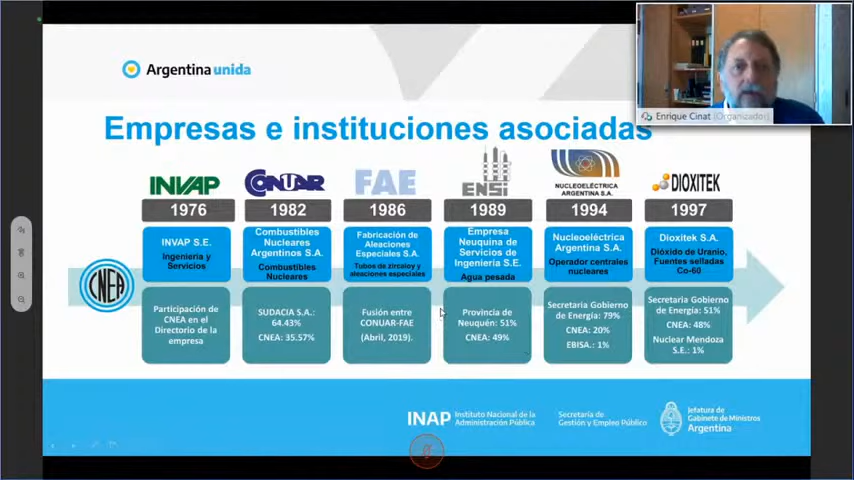 Argentina unida
Enrique Cinat (Organizador)
Empresas e instituciones asociadas
INVAP
CONUAR
FAE
ENSI
NUCLEOELÉCTRICA
ARGENTINA S.A.
DIOXITEK
1976
1982
1986
1989
1994
1997
CNEA
INVAP S.E.
Ingeniería y
Servicios
Combustibles
Nucleares
Argentinos S.A.
Combustibles
Nucleares
Fabricación de
Aleaciones
Especiales S.A.
Tubos de zircaloy y
aleaciones especiales
Empresa
Neuquina de
Servicios de
Ingeniería S.E.
Agua pesada
Nucleoeléctrica
Argentina S.A.
Operador centrales
nucleares
Dioxitek S.A.
Dióxido de Uranio,
Fuentes selladas
Co-60
Participación de
CNEA en el
Directorio de la
empresa
SUDACIA S.A.:
64.43%
CNEA: 35.57%
Fusión entre
CONUAR-FAE
(Abril, 2019).
Provincia de
Neuquén: 51%
CNEA: 49%
Secretaria Gobierno
de Energía: 79%
CNEA: 20%
EBISA.: 1%
Secretaria Gobierno
de Energía: 51%
CNEA: 48%
Nuclear Mendoza
S.E.: 1%
INAP
Instituto Nacional de la
Administración Pública
Secretaría de
Gestión y Empleo Público
Jefatura de
Gabinete de Ministros
Argentina